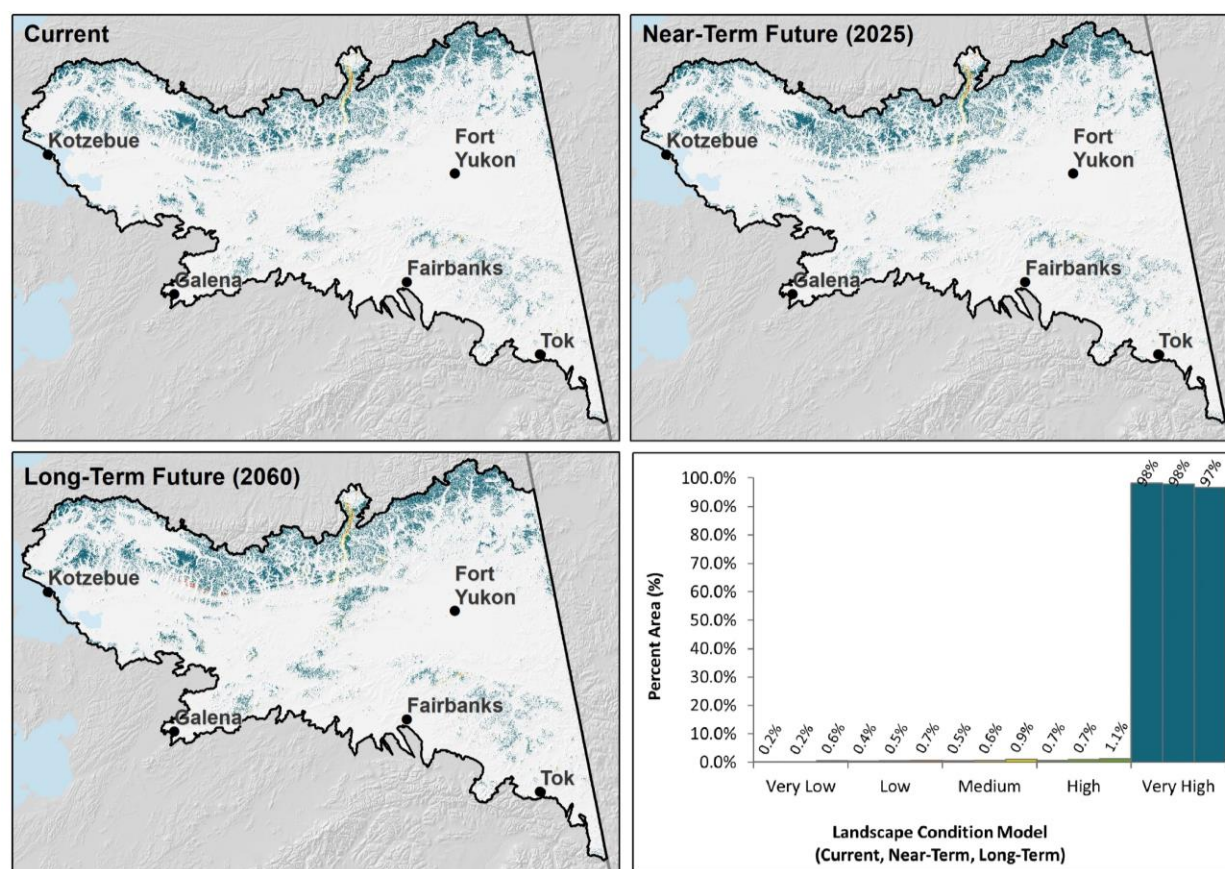 Current
Kotzebue
Fort
Yukon
Galena
Fairbanks
Tok
Near-Term Future (2025)
Kotzebue
Fort
Yukon
Galena
Fairbanks
Tok
Long-Term Future (2060)
Kotzebue
Fort
Yukon
Galena
Fairbanks
Tok
Percent Area (%)
100.0%
90.0%
80.0%
70.0%
60.0%
50.0%
40.0%
30.0%
20.0%
10.0%
0.0%
0.2%
0.2%
0.6%
0.4%
0.5%
0.7%
0.5%
0.6%
0.9%
0.7%
0.7%
1.1%
98%
98%
97%
Very Low
Low
Medium
High
Very High
Landscape Condition Model
(Current, Near-Term, Long-Term)